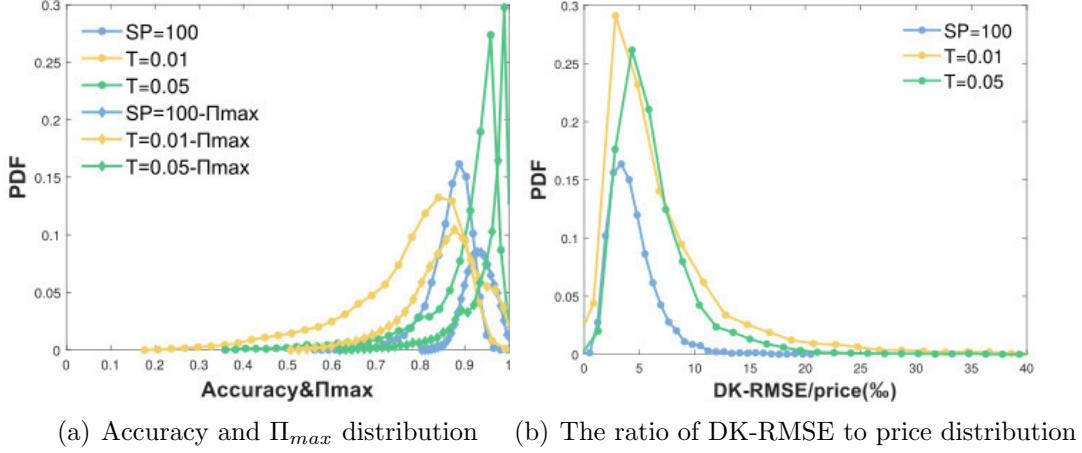 0.3
0.25
0.2
0.15
0.1
0.05
0
PDF
SP=100
T=0.01
T=0.05
SP=100-Πmax
T=0.01-Πmax
T=0.05-Πmax
0 0.1 0.2 0.3 0.4 0.5 0.6 0.7 0.8 0.9 1
Accuracy&Πmax
(a) Accuracy and Π_max distribution
0.3
0.25
0.2
0.15
0.1
0.05
0
PDF
SP=100
T=0.01
T=0.05
0 5 10 15 20 25 30 35 40
DK-RMSE/price(‰)
(b) The ratio of DK-RMSE to price distribution